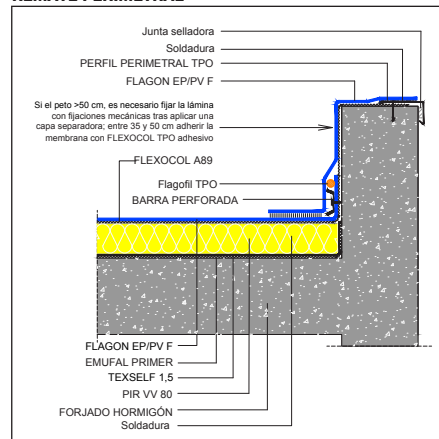 Junta selladora
Soldadura
PERFIL PERIMETRAL TPO
FLAGON EP/PV F
Si el peto >50 cm, es necesario fijar la lámina
con fijaciones mecánicas tras aplicar una
capa separadora; entre 35 y 50 cm adherir la
membrana con FLEXOCOL TPO adhesivo
FLEXOCOL A89
Flagofil TPO
BARRA PERFORADA
FLAGON EP/PV F
EMUFAL PRIMER
TEXSELF 1,5
PIR VV 80
FORJADO HORMIGÓN
Soldadura